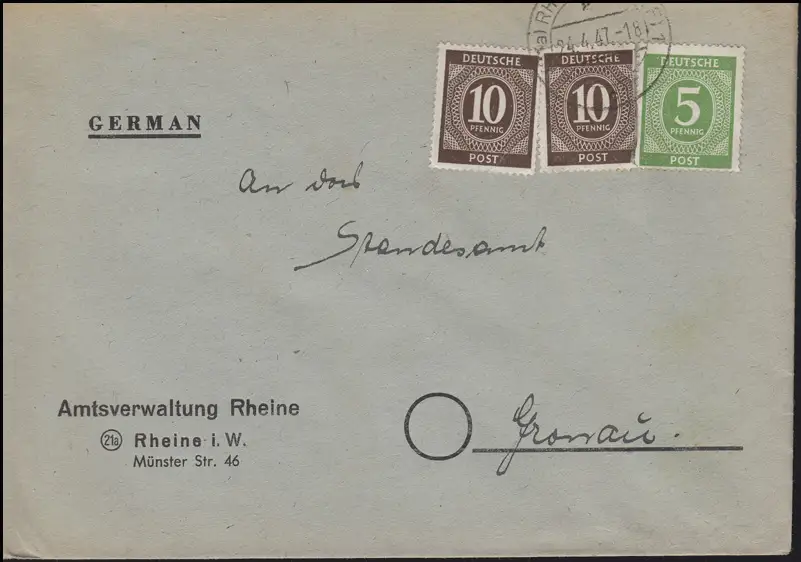 RH
24.4.47.-18
DEUTSCHE
10
PFENNIG
POST
DEUTSCHE
10
PFENNIG
POST
DEUTSCHE
5
PFENNIG
POST
GERMAN
An das
Standesamt
Amtsverwaltung Rheine
21a Rheine i. W.
Münster Str. 46
Gronau.